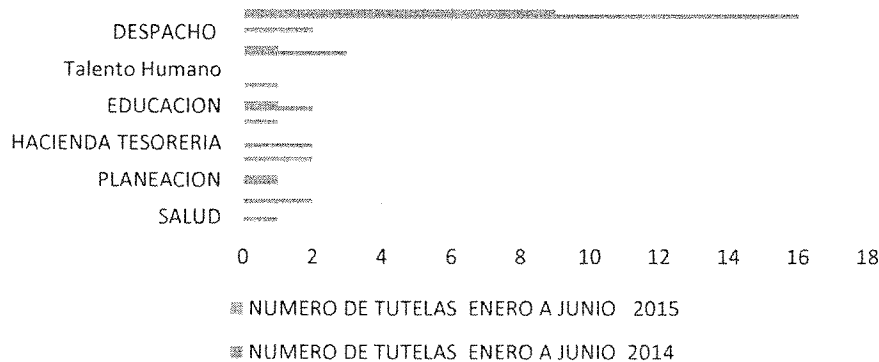 DESPACHO
Talento Humano
EDUCACION
HACIENDA TESORERIA
PLANEACION
SALUD
0 2 4 6 8 10 12 14 16 18
NUMERO DE TUTELAS ENERO A JUNIO 2015
NUMERO DE TUTELAS ENERO A JUNIO 2014